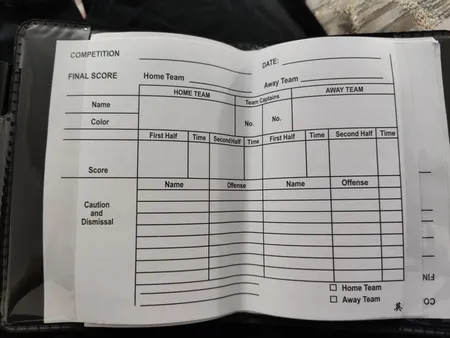 COMPETITION DATE:
FINAL SCORE Home Team Away Team
HOME TEAM Team Captains AWAY TEAM
Name
Color No. No.
First Half Time Second Half Time First Half Time Second Half Time
Score
Name Offense Name Offense
Caution
and
Dismissal
Home Team
Away Team
FIN
CO